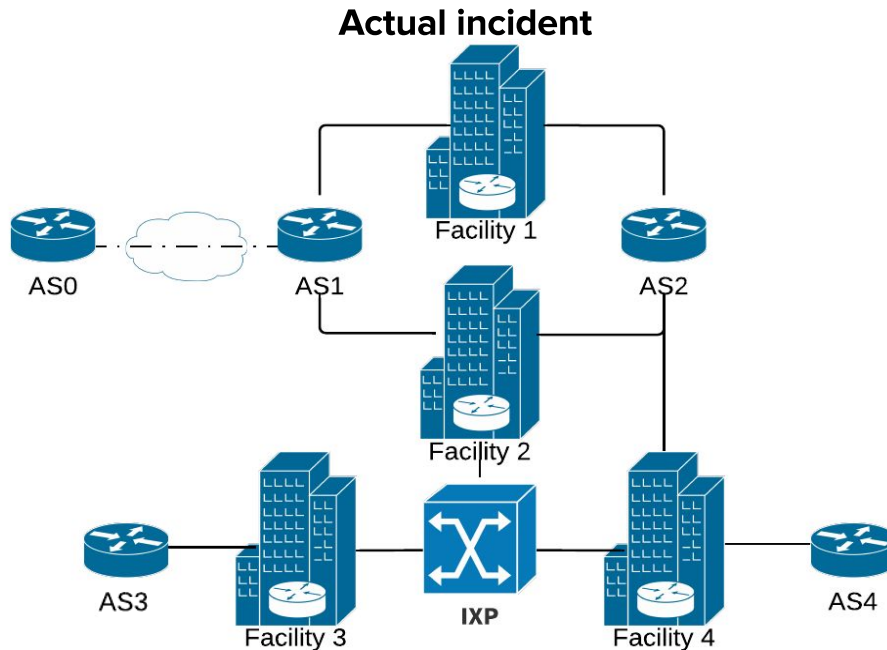 Actual incident
Facility 1
AS0
AS1
AS2
Facility 2
AS3
Facility 3
IXP
Facility 4
AS4